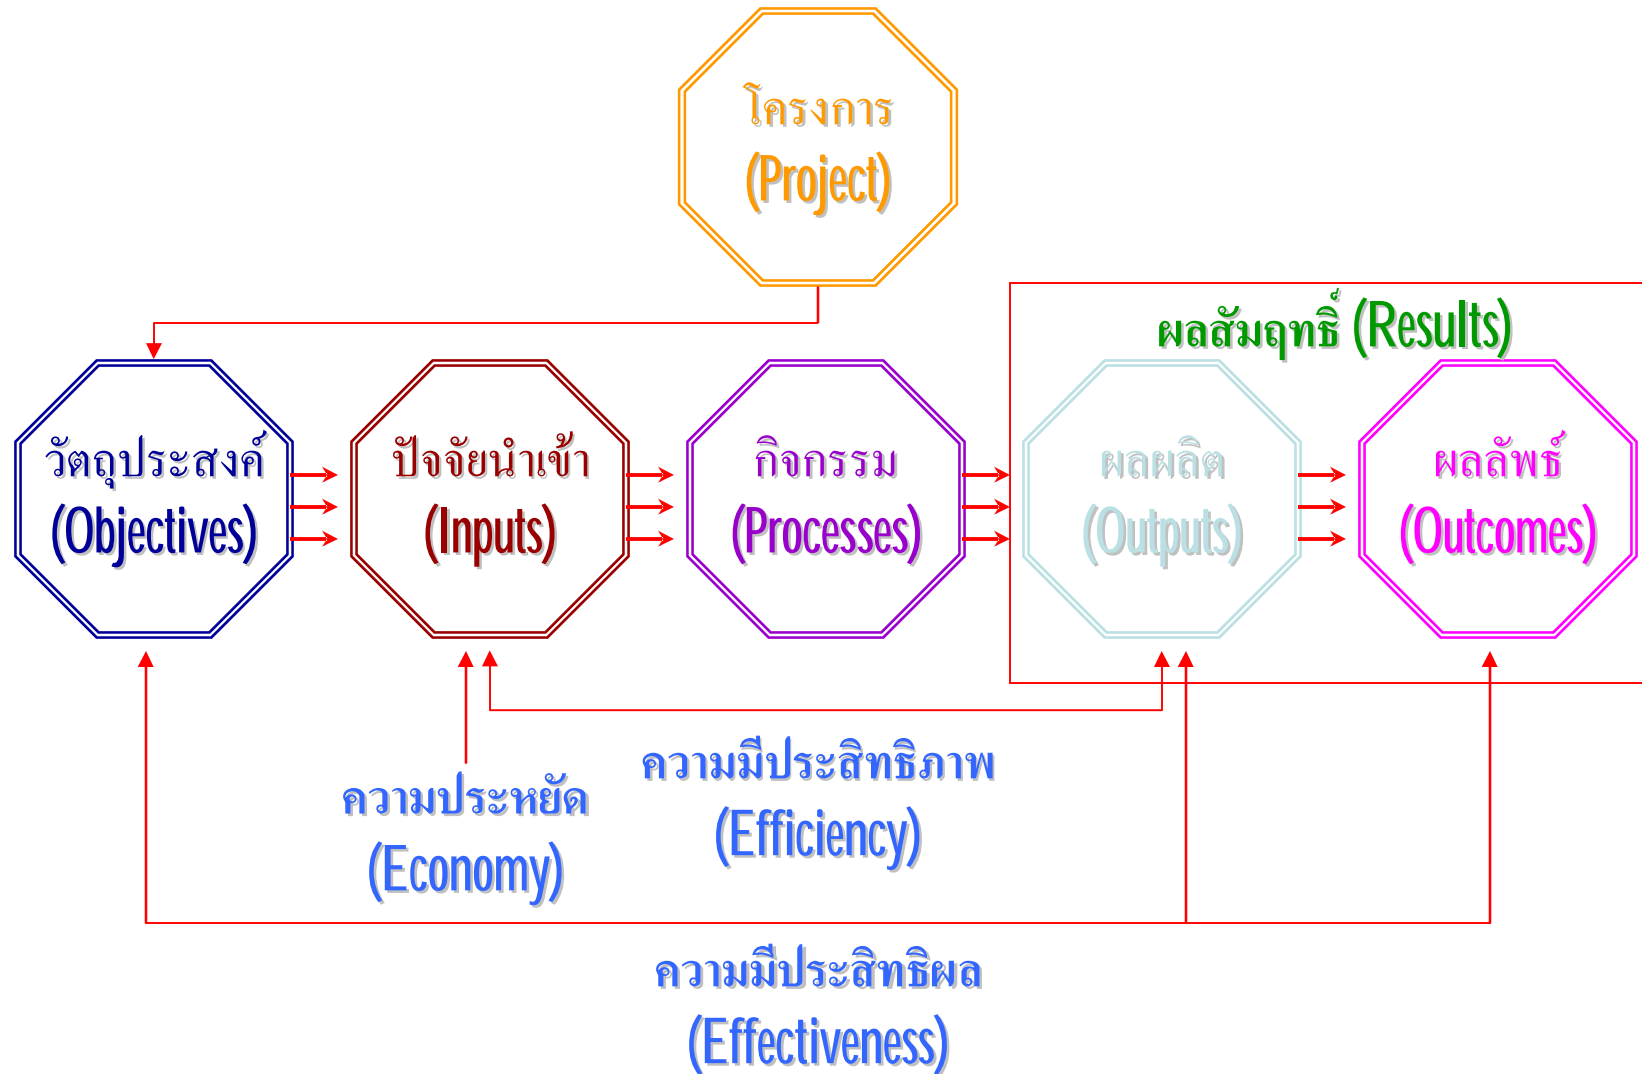 โครงการ
(Project)
ผลสัมฤทธิ์ (Results)
วัตถุประสงค์
(Objectives)
ปัจจัยนำเข้า
(Inputs)
กิจกรรม
(Processes)
ผลผลิต
(Outputs)
ผลลัพธ์
(Outcomes)
ความประหยัด
(Economy)
ความมีประสิทธิภาพ
(Efficiency)
ความมีประสิทธิผล
(Effectiveness)